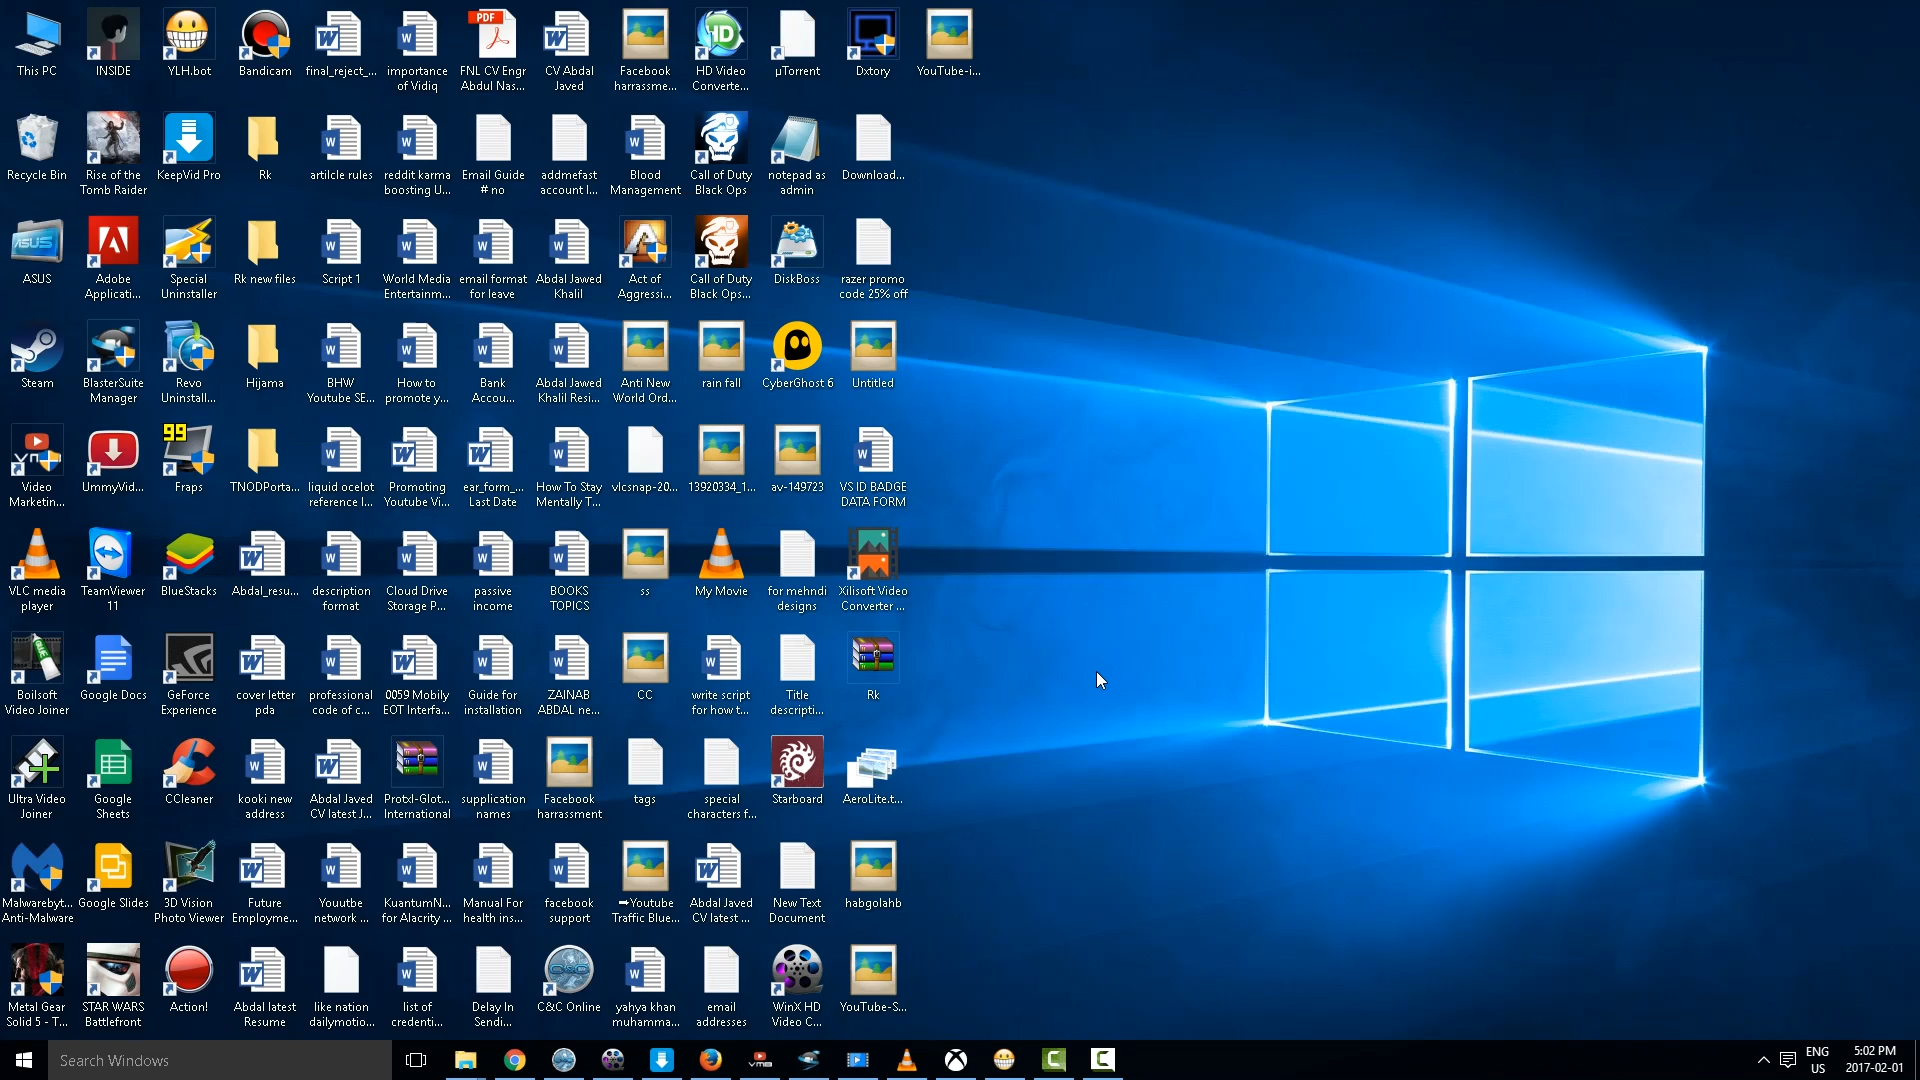 This PC
INSIDE
YLH.bot
Bandicam
final_reject_...
importance
of Vidiq
PDF
FNL CV Engr
Abdul Nas...
CV Abdal
Javed
Facebook
harrassme...
HD
HD Video
Converte...
µTorrent
Dxtory
YouTube-i...
Recycle Bin
Rise of the
Tomb Raider
KeepVid Pro
Rk
artilcle rules
reddit karma
boosting U...
Email Guide
# no
addmefast
account l...
Blood
Management
Call of Duty
Black Ops
notepad as
admin
Download...
ASUS
ASUS
Adobe
Applicati...
Special
Uninstaller
Rk new files
Script 1
World Media
Entertainm...
email format
for leave
Abdal Jawed
Khalil
Act of
Aggressi...
Call of Duty
Black Ops...
DiskBoss
razer promo
code 25% off
Steam
BlasterSuite
Manager
Revo
Uninstall...
Hijama
BHW
Youtube SE...
How to
promote y...
Bank
Accou...
Abdal Jawed
Khalil Resi...
Anti New
World Ord...
rain fall
CyberGhost 6
Untitled
Video
Marketin...
UmmyVid...
99
Fraps
TNODPorta...
liquid ocelot
reference l...
Promoting
Youtube Vi...
ear_form_...
Last Date
How To Stay
Mentally T...
vlcsnap-20...
13920334_1...
av-149723
VS ID BADGE
DATA FORM
VLC media
player
TeamViewer
11
BlueStacks
Abdal_resu...
description
format
Cloud Drive
Storage P...
passive
income
BOOKS
TOPICS
ss
My Movie
for mehndi
designs
Xilisoft Video
Converter ...
Boilsoft
Video Joiner
Google Docs
GeForce
Experience
cover letter
pda
professional
code of c...
0059 Mobily
EOT Interfa...
Guide for
installation
ZAINAB
ABDAL ne...
CC
write script
for how t...
Title
descripti...
Rk
Ultra Video
Joiner
Google
Sheets
CCleaner
kooki new
address
Abdal Javed
CV latest J...
Protxl-Glot...
International
supplication
names
Facebook
harrassment
tags
special
characters f...
Starboard
AeroLite.t...
Malwarebyt...
Anti-Malware
Google Slides
3D Vision
Photo Viewer
Future
Employme...
Yuoutbe
network ...
KuantumN...
for Alacrity ...
Manual For
health ins...
facebook
support
➡Youtube
Traffic Blue...
Abdal Javed
CV latest ...
New Text
Document
habgolahb
Metal Gear
Solid 5 - T...
STAR WARS
Battlefront
Action!
Abdal latest
Resume
like nation
dailymotio...
list of
credenti...
Delay In
Sendi...
C&C Online
yahya khan
muhamma...
email
addresses
WinX HD
Video C...
YouTube-S...
Search Windows
ENG
US
5:02 PM
2017-02-01